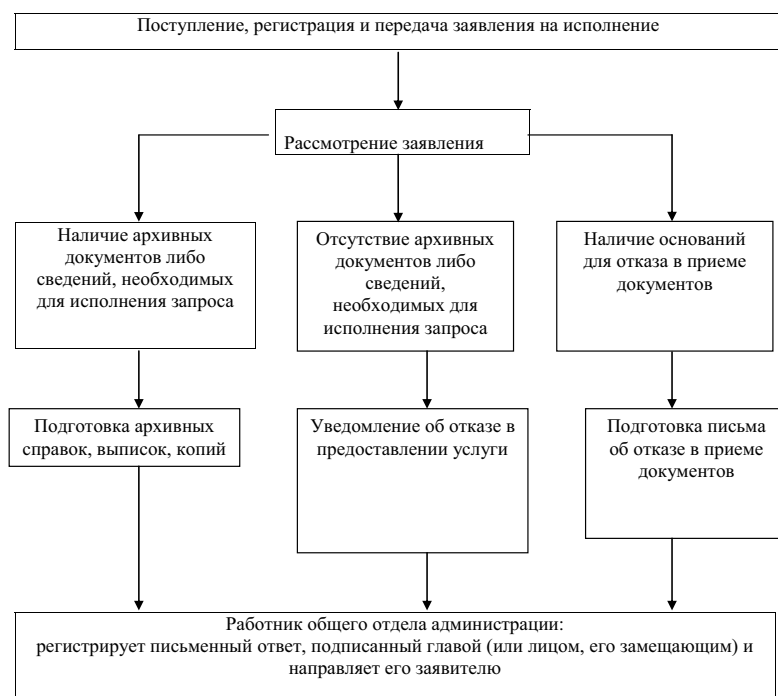 Поступление, регистрация и передача заявления на исполнение
Рассмотрение заявления
Наличие архивных
документов либо
сведений, необходимых
для исполнения запроса
Отсутствие архивных
документов либо
сведений,
необходимых для
исполнения запроса
Наличие оснований
для отказа в приеме
документов
Подготовка архивных
справок, выписок, копий
Уведомление об отказе в
предоставлении услуги
Подготовка письма
об отказе в приеме
документов
Работник общего отдела администрации:
регистрирует письменный ответ, подписанный главой (или лицом, его замещающим) и
направляет его заявителю